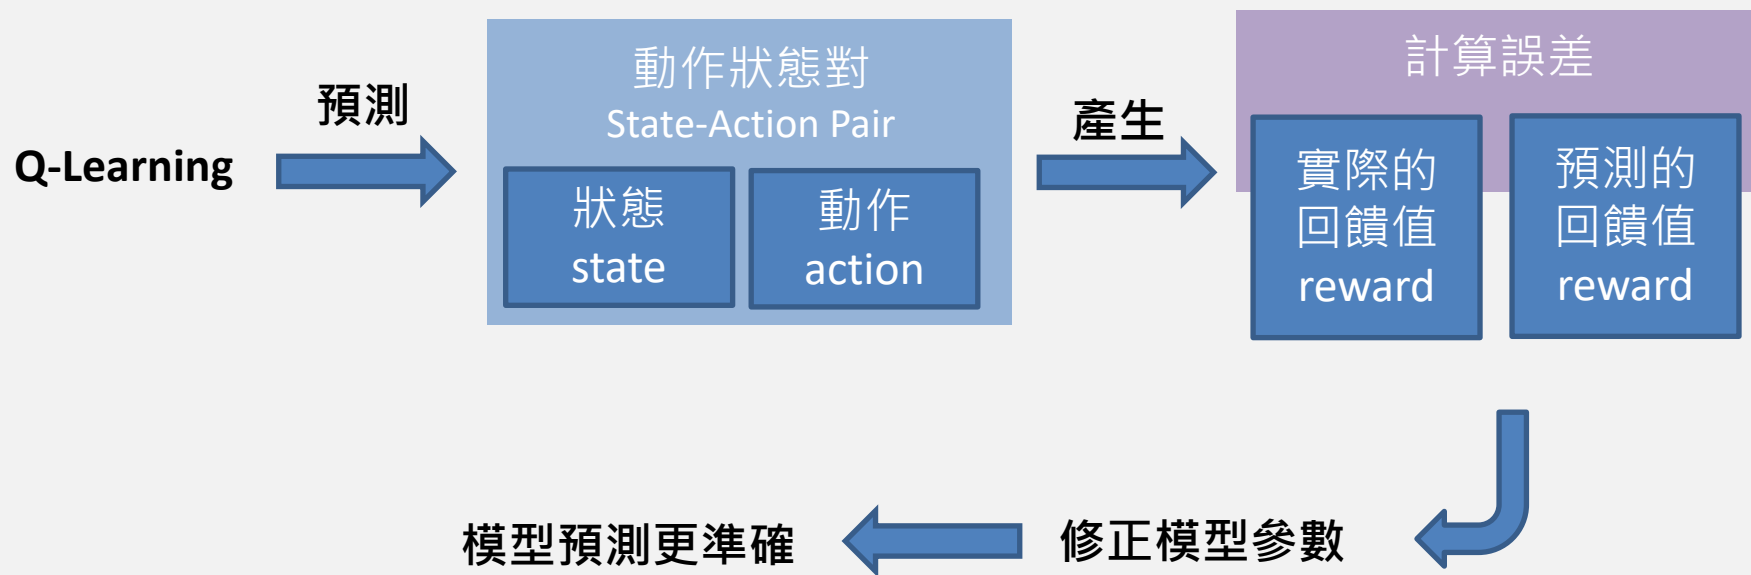 Q-Learning
預測
動作狀態對
State-Action Pair
狀態
state
動作
action
產生
計算誤差
實際的
回饋值
reward
預測的
回饋值
reward
修正模型參數
模型預測更準確